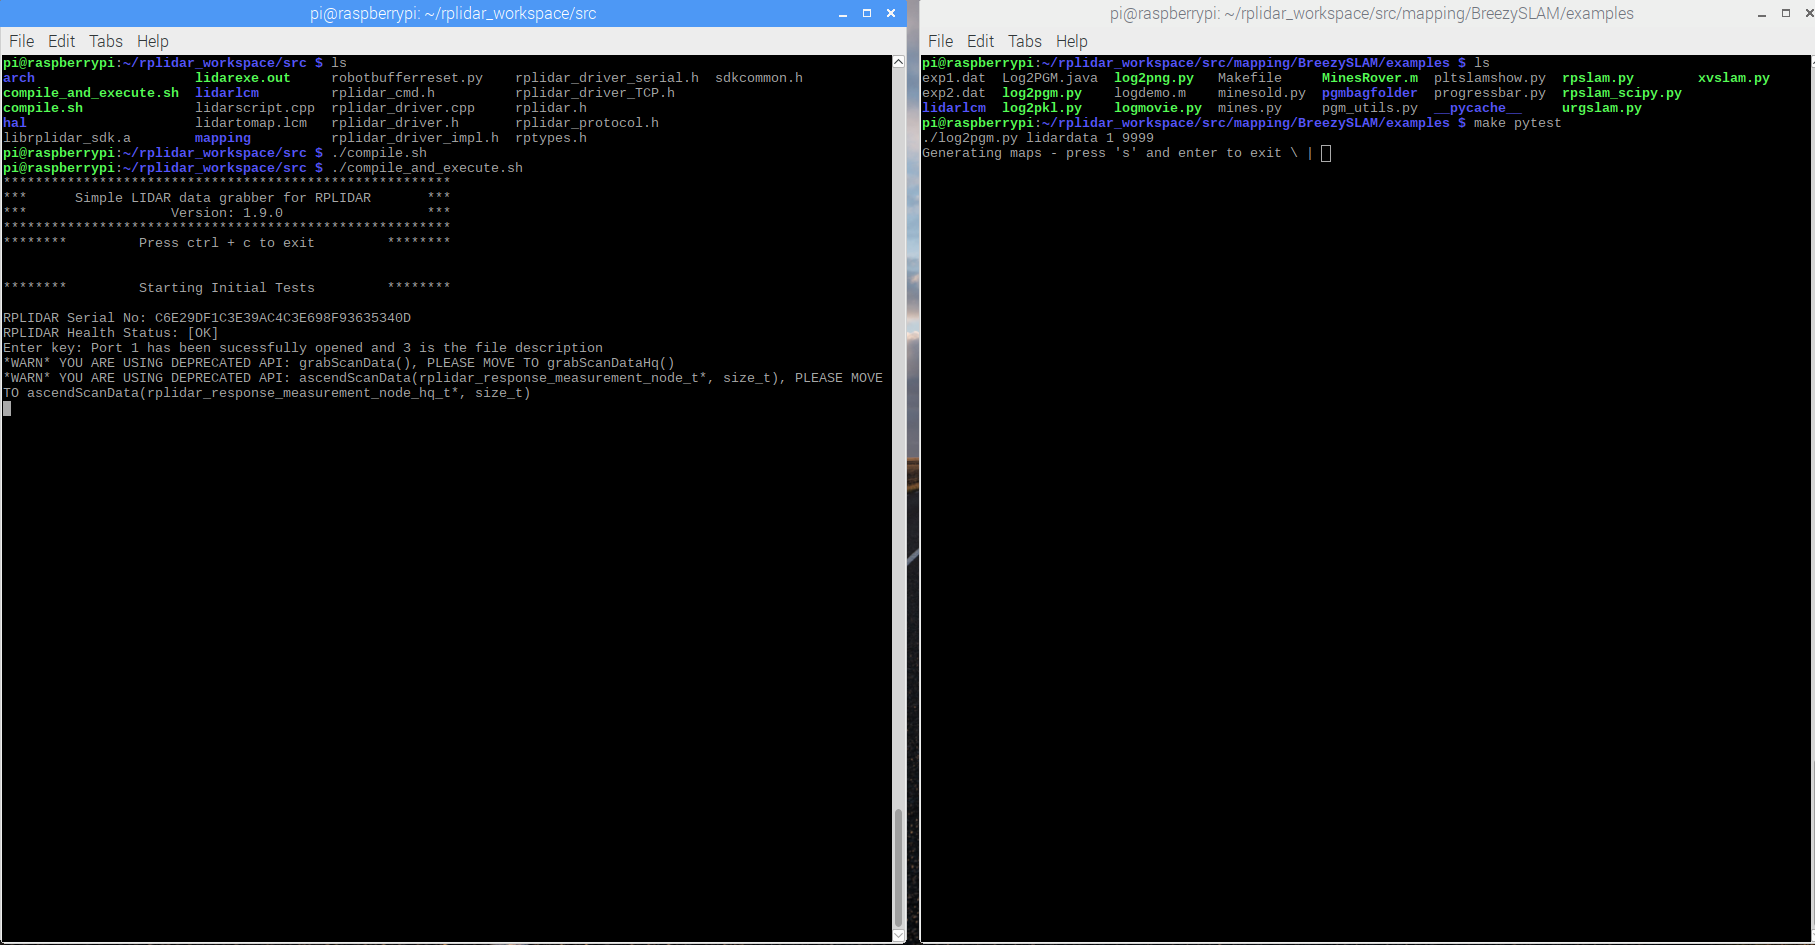 pi@raspberrypi: ~/rplidar_workspace/src
File Edit Tabs Help
pi@raspberrypi:~/rplidar_workspace/src $ ls
arch lidarexe.out robotbufferreset.py rplidar_driver_serial.h sdkcommon.h
compile_and_execute.sh lidarlcm rplidar_cmd.h rplidar_driver_TCP.h
compile.sh lidarscript.cpp rplidar_driver.cpp rplidar.h
hal lidartomap.lcm rplidar_driver.h rplidar_protocol.h
librplidar_sdk.a mapping rplidar_driver_impl.h rptypes.h
pi@raspberrypi:~/rplidar_workspace/src $ ./compile.sh
pi@raspberrypi:~/rplidar_workspace/src $ ./compile_and_execute.sh
********************************************************
*** Simple LIDAR data grabber for RPLIDAR ***
*** Version: 1.9.0 ***
********************************************************
******** Press ctrl + c to exit ********
******** Starting Initial Tests ********
RPLIDAR Serial No: C6E29DF1C3E39AC4C3E698F93635340D
RPLIDAR Health Status: [OK]
Enter key: Port 1 has been sucessfully opened and 3 is the file description
*WARN* YOU ARE USING DEPRECATED API: grabScanData(), PLEASE MOVE TO grabScanDataHq()
*WARN* YOU ARE USING DEPRECATED API: ascendScanData(rplidar_response_measurement_node_t*, size_t), PLEASE MOVE
TO ascendScanData(rplidar_response_measurement_node_hq_t*, size_t)
pi@raspberrypi: ~/rplidar_workspace/src/mapping/BreezySLAM/examples
File Edit Tabs Help
pi@raspberrypi:~/rplidar_workspace/src/mapping/BreezySLAM/examples $ ls
exp1.dat Log2PGM.java log2png.py Makefile MinesRover.m pltslamshow.py rpslam.py xvslam.py
exp2.dat log2pgm.py logdemo.m minesold.py pgmbagfolder progressbar.py rpslam_scipy.py
lidarlcm log2pkl.py logmovie.py mines.py pgm_utils.py __pycache__ urgslam.py
pi@raspberrypi:~/rplidar_workspace/src/mapping/BreezySLAM/examples $ make pytest
./log2pgm.py lidardata 1 9999
Generating maps - press 's' and enter to exit \ |